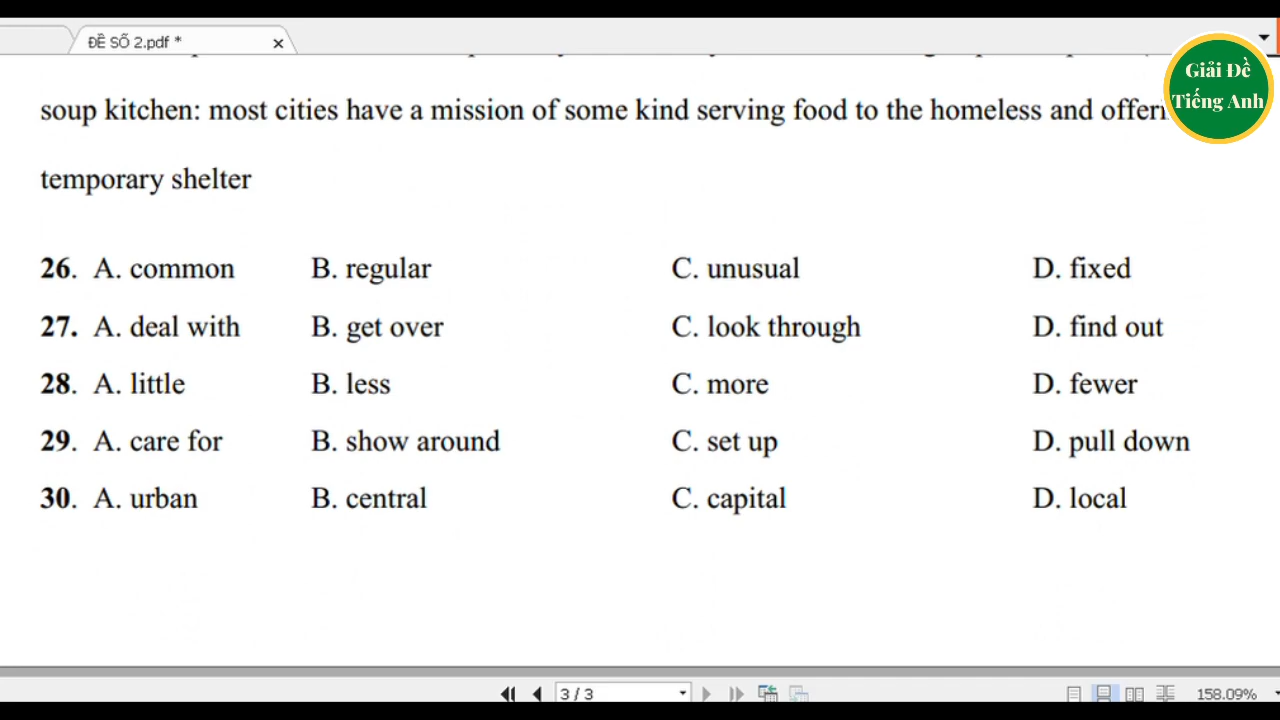 ĐỀ SỐ 2.pdf *
Giải Đề
Tiếng Anh
soup kitchen: most cities have a mission of some kind serving food to the homeless and
temporary shelter
26. A. common B. regular C. unusual D. fixed
27. A. deal with B. get over C. look through D. find out
28. A. little B. less C. more D. fewer
29. A. care for B. show around C. set up D. pull down
30. A. urban B. central C. capital D. local
3 / 3
158.09%